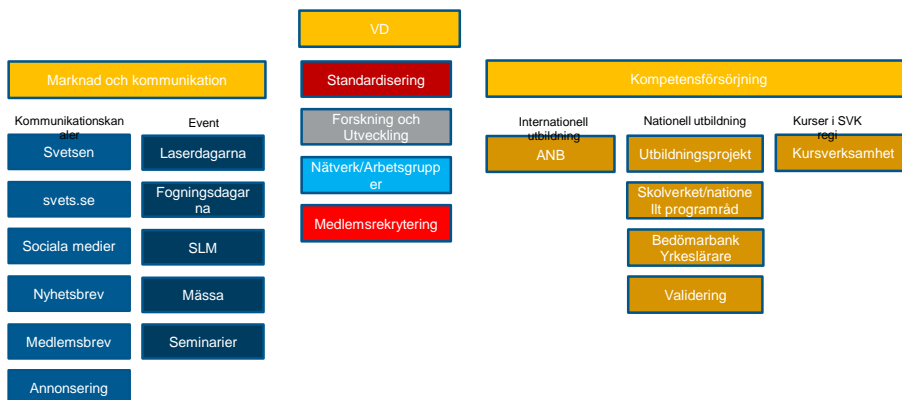 VD
Marknad och kommunikation
Kommunikationskan
aler
Svetsen
svets.se
Sociala medier
Nyhetsbrev
Medlemsbrev
Annonsering
Event
Laserdagarna
Fogningsdagar
na
SLM
Mässa
Seminarier
Standardisering
Forskning och
Utveckling
Nätverk/Arbetsgrupp
er
Medlemsrekrytering
Kompetensförsörjning
Internationell
utbildning
ANB
Nationell utbildning
Utbildningsprojekt
Skolverket/natione
llt programråd
Bedömarbank
Yrkeslärare
Validering
Kurser i SVK
regi
Kursverksamhet